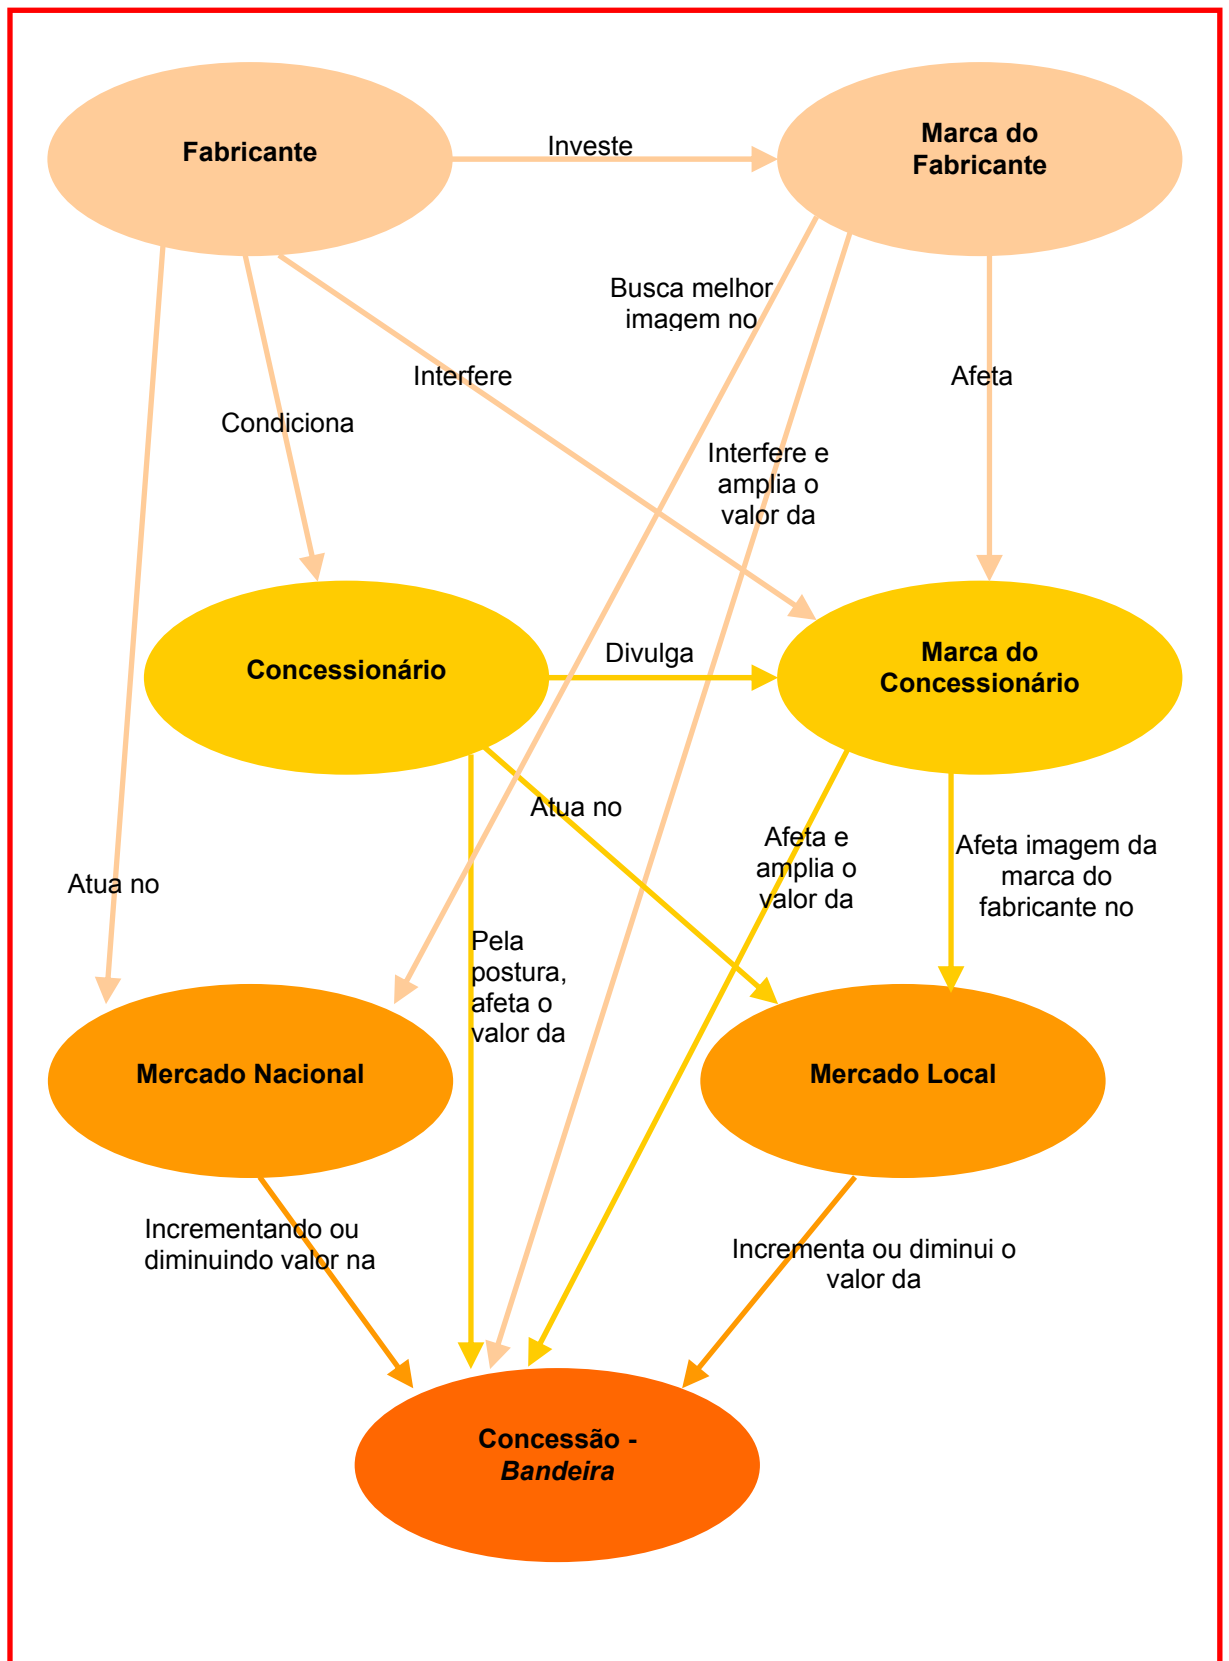 Fabricante
Investe
Marca do
Fabricante
Busca melhor
imagem no
Interfere
Afeta
Condiciona
Interfere e
amplia o
valor da
Concessionário
Divulga
Marca do
Concessionário
Atua no
Afeta e
amplia o
valor da
Afeta imagem da
marca do
fabricante no
Atua no
Pela
postura,
afeta o
valor da
Mercado Nacional
Mercado Local
Incrementando ou
diminuindo valor na
Incrementa ou diminui o
valor da
Concessão -
Bandeira